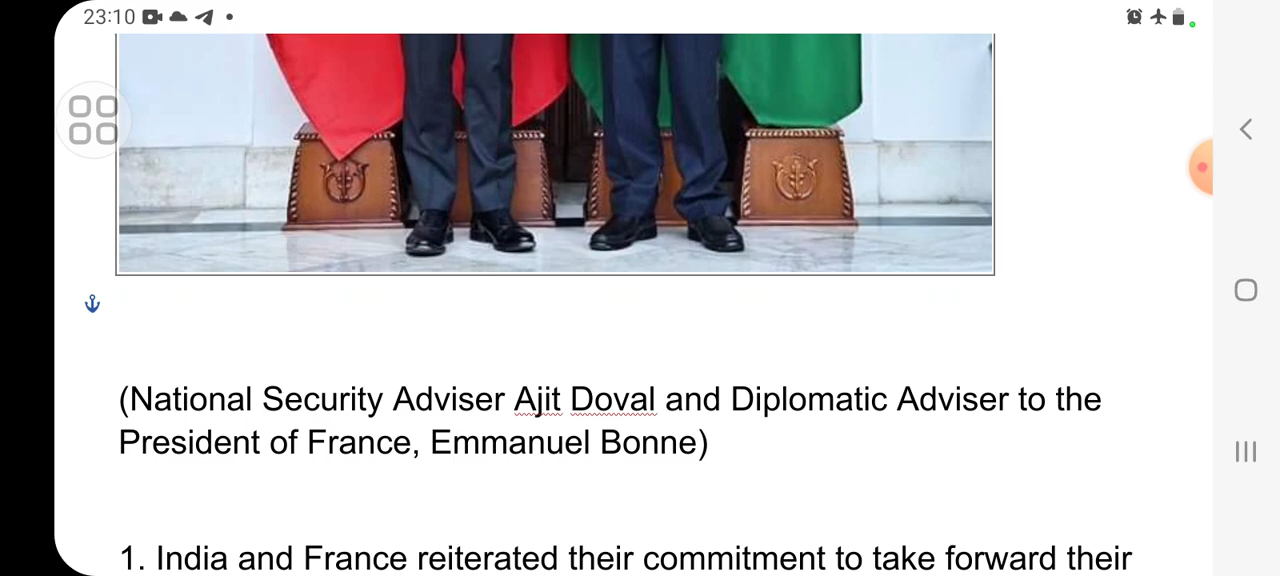 23:10
(National Security Adviser Ajit Doval and Diplomatic Adviser to the
President of France, Emmanuel Bonne)
1. India and France reiterated their commitment to take forward their